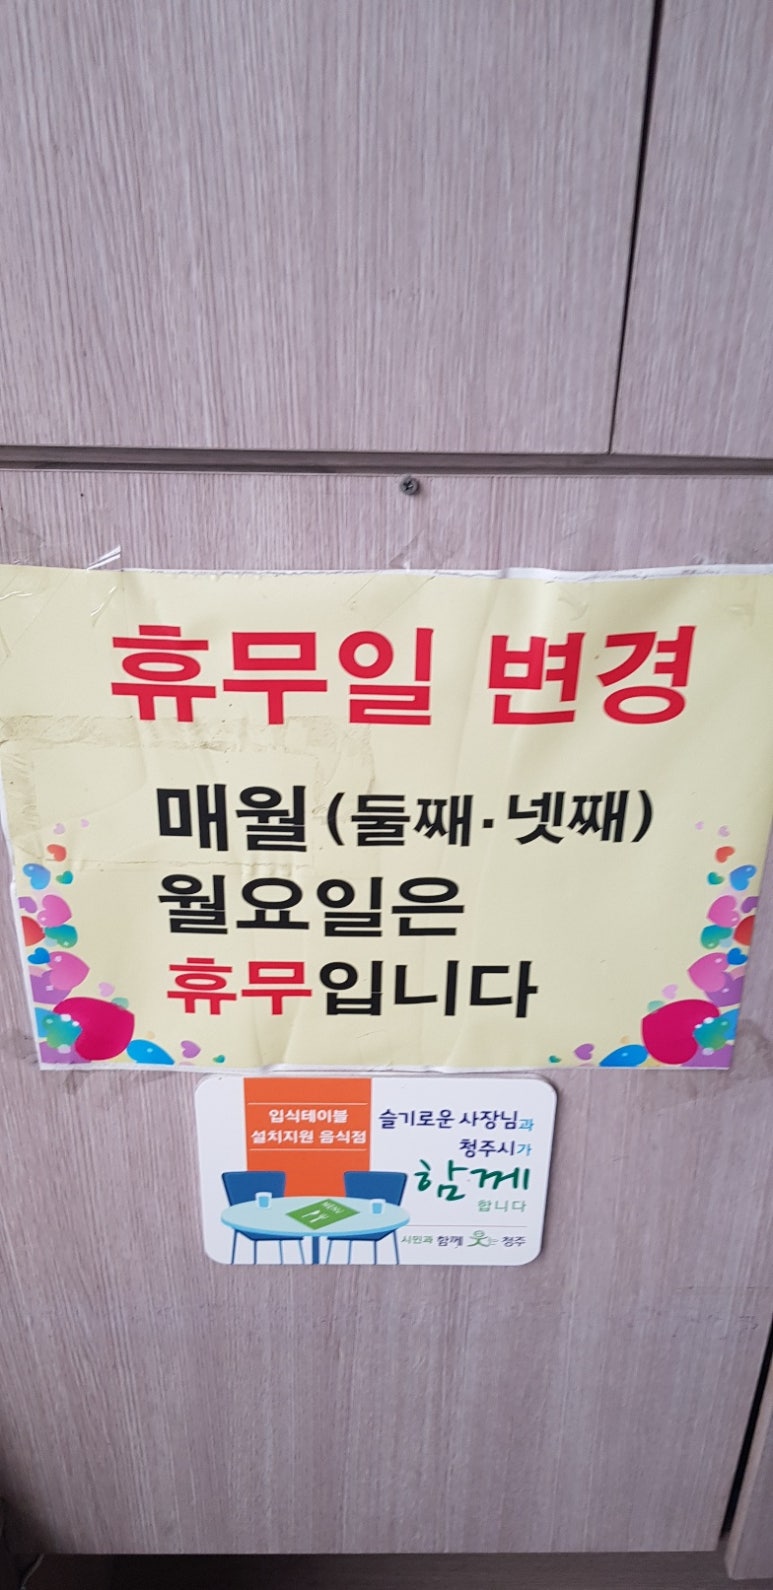 휴무일 변경
매월(둘째·넷째)
월요일은
휴무입니다
입식테이블
설치지원 음식점
슬기로운 사장님과
청주시가
함께
합니다
MENU
시민과 함께 웃는 청주